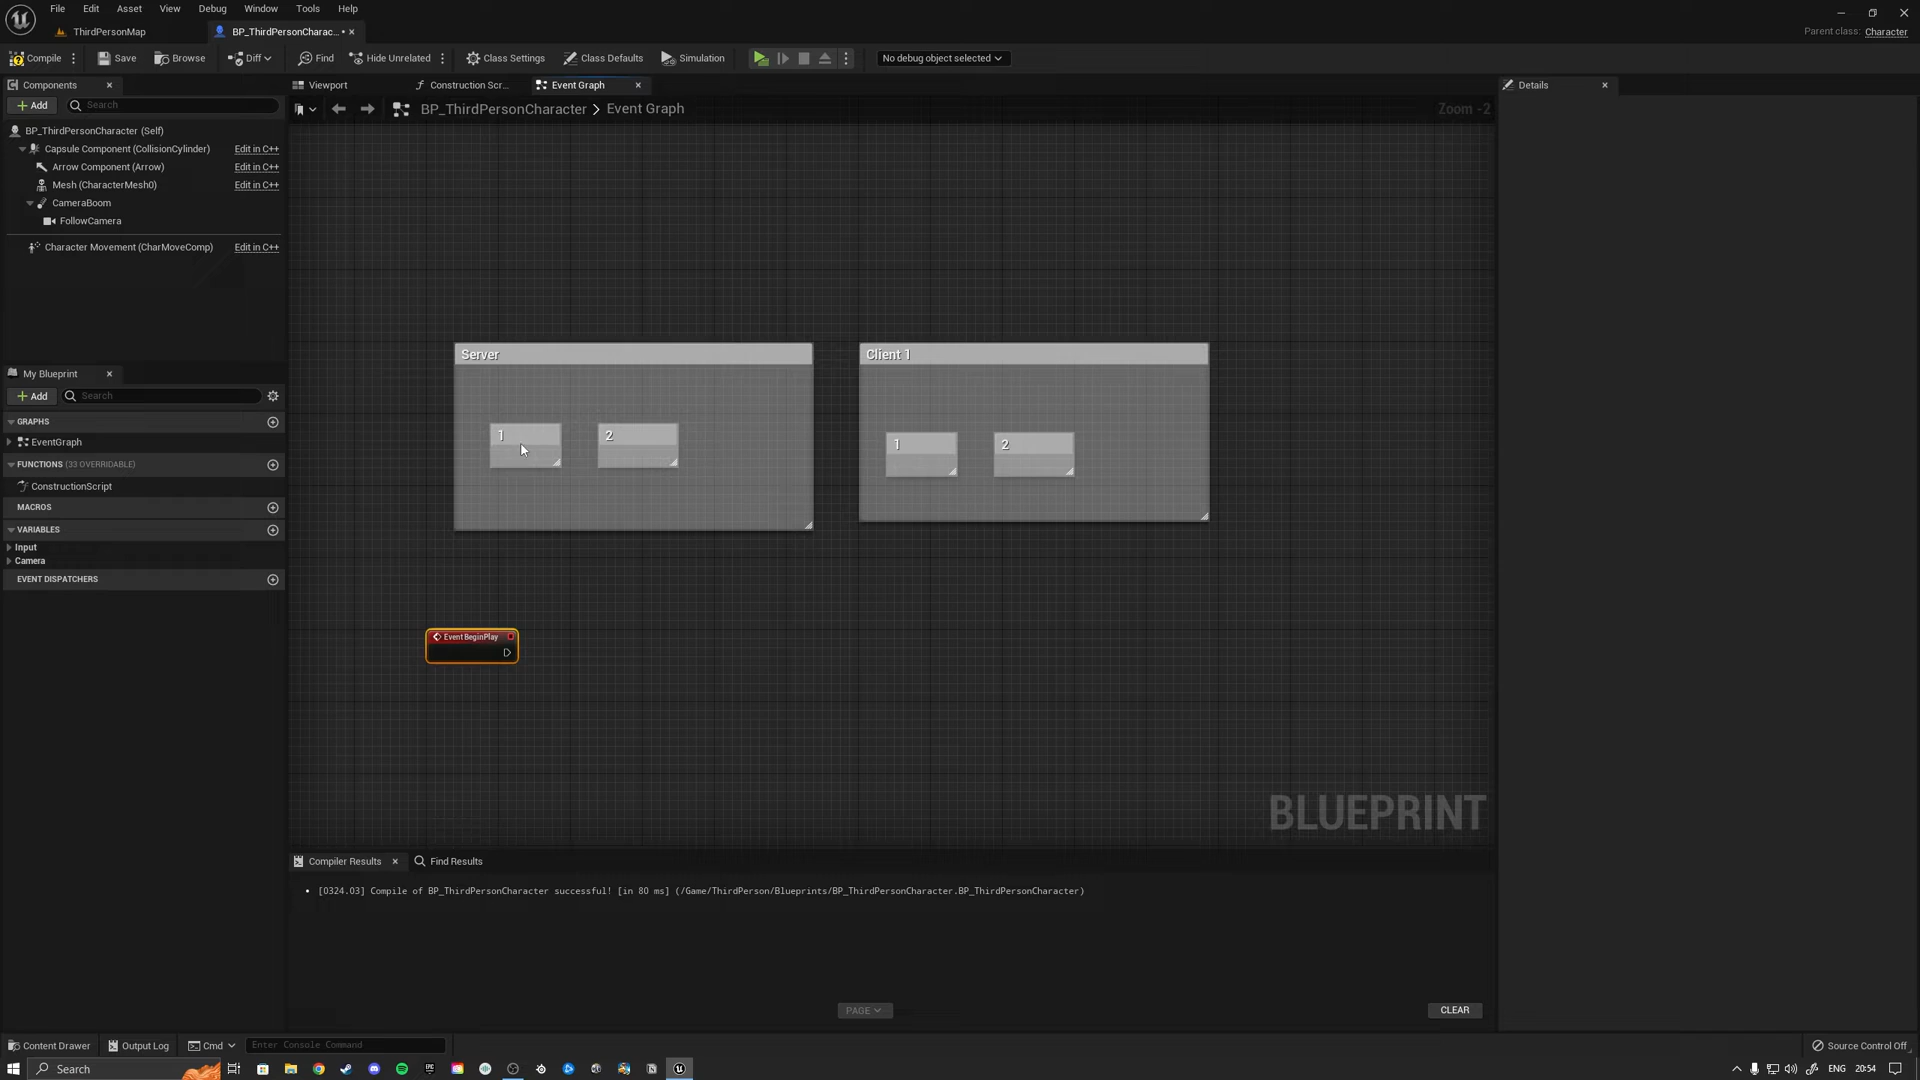 File Edit Asset View Debug Window Tools Help
ThirdPersonMap
BP_ThirdPersonCharac...
Parent class: Character
Compile
Save
Browse
Diff
Find
Hide Unrelated
Class Settings
Class Defaults
Simulation
No debug object selected
Components
Add
Search
BP_ThirdPersonCharacter (Self)
Capsule Component (CollisionCylinder) Edit in C++
Arrow Component (Arrow) Edit in C++
Mesh (CharacterMesh0) Edit in C++
CameraBoom
FollowCamera
Character Movement (CharMoveComp) Edit in C++
My Blueprint
Add
Search
GRAPHS
EventGraph
FUNCTIONS (33 OVERRIDABLE)
ConstructionScript
MACROS
VARIABLES
Input
Camera
EVENT DISPATCHERS
Viewport
Construction Scr...
Event Graph
BP_ThirdPersonCharacter > Event Graph
Zoom -2
Server
1
2
Client 1
1
2
Event BeginPlay
BLUEPRINT
Details
Compiler Results
Find Results
[0324.03] Compile of BP_ThirdPersonCharacter successful! [in 80 ms] (/Game/ThirdPerson/Blueprints/BP_ThirdPersonCharacter.BP_ThirdPersonCharacter)
PAGE
CLEAR
Content Drawer
Output Log
Cmd
Enter Console Command
Source Control Off
Search
ENG
20:54